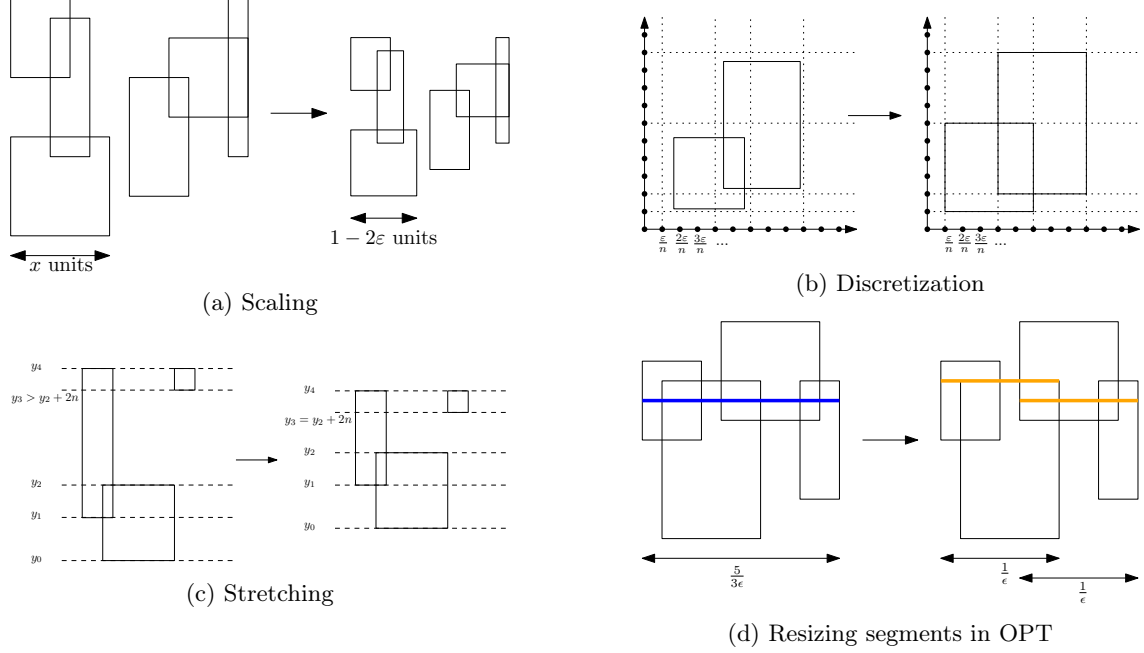 x units
1 − 2ε units
(a) Scaling
ε/n 2ε/n 3ε/n ...
ε/n 2ε/n 3ε/n ...
(b) Discretization
y₄
y₃ > y₂ + 2n
y₂
y₁
y₀
y₄
y₃ = y₂ + 2n
y₂
y₁
y₀
(c) Stretching
5/3ϵ
1/ϵ
1/ϵ
(d) Resizing segments in OPT